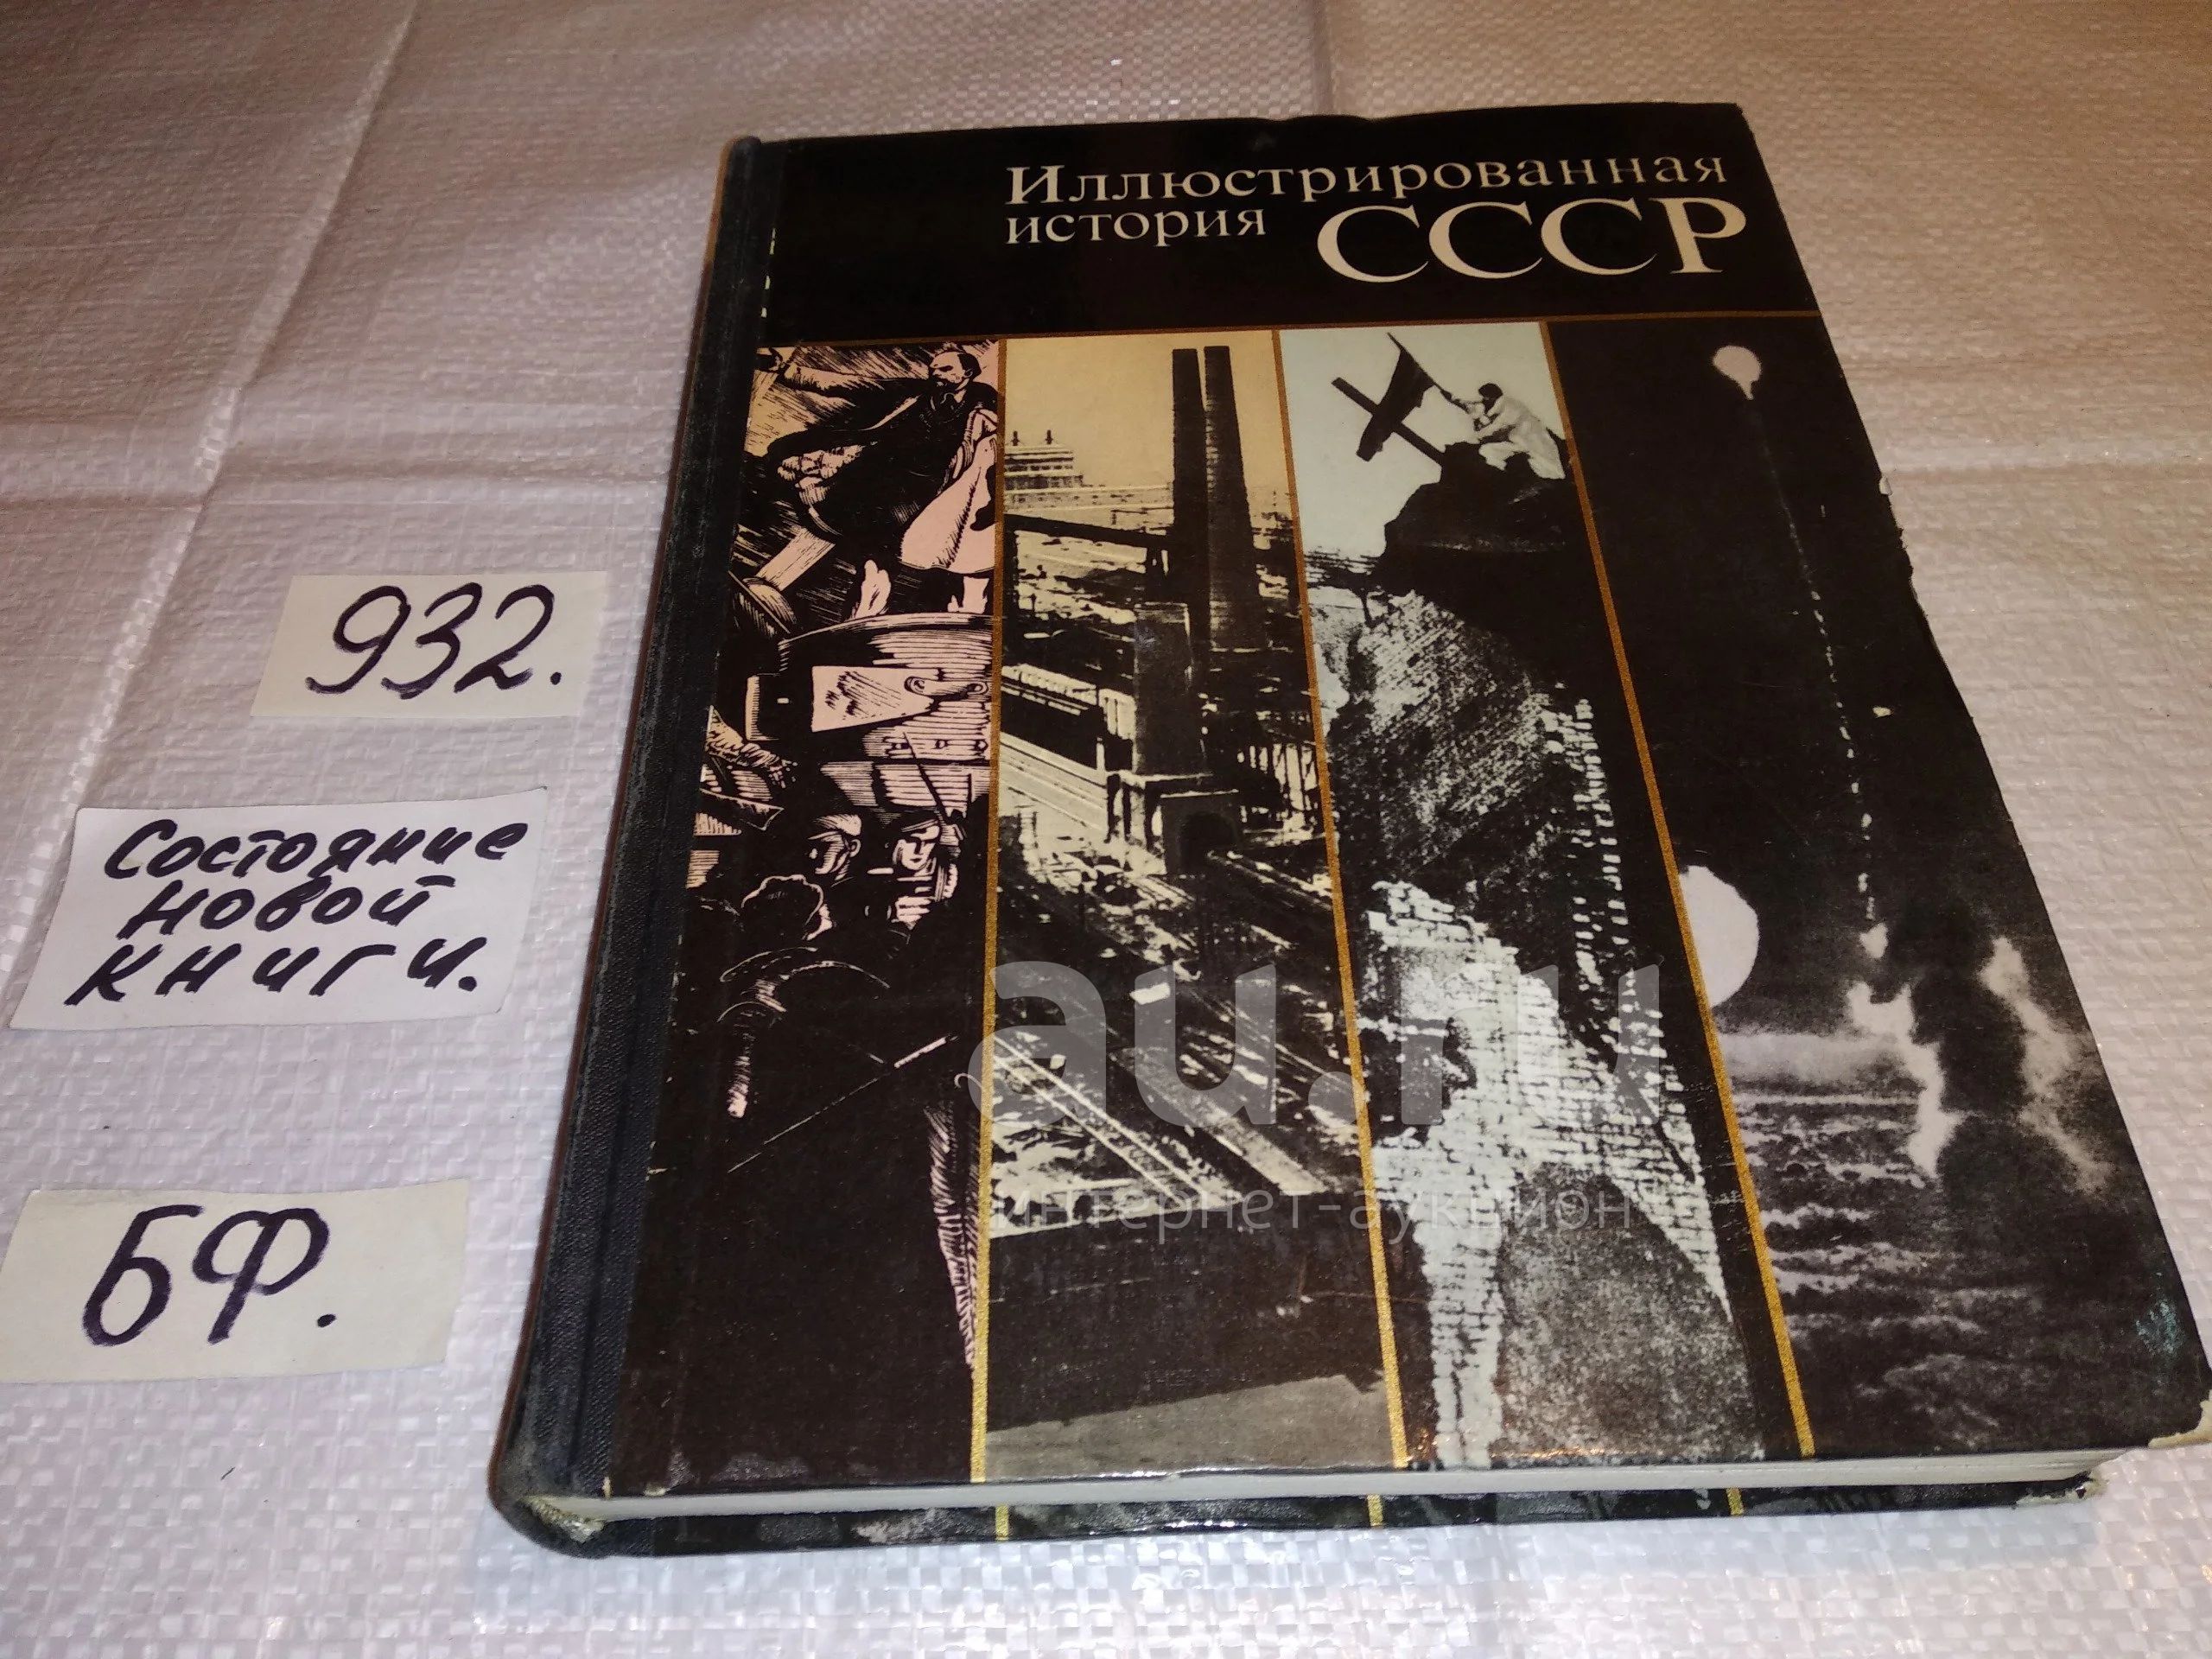 Иллюстрированная
история СССР
932.
Состояние
новой
книги.
БФ.
au.ru
интернет-аукцион